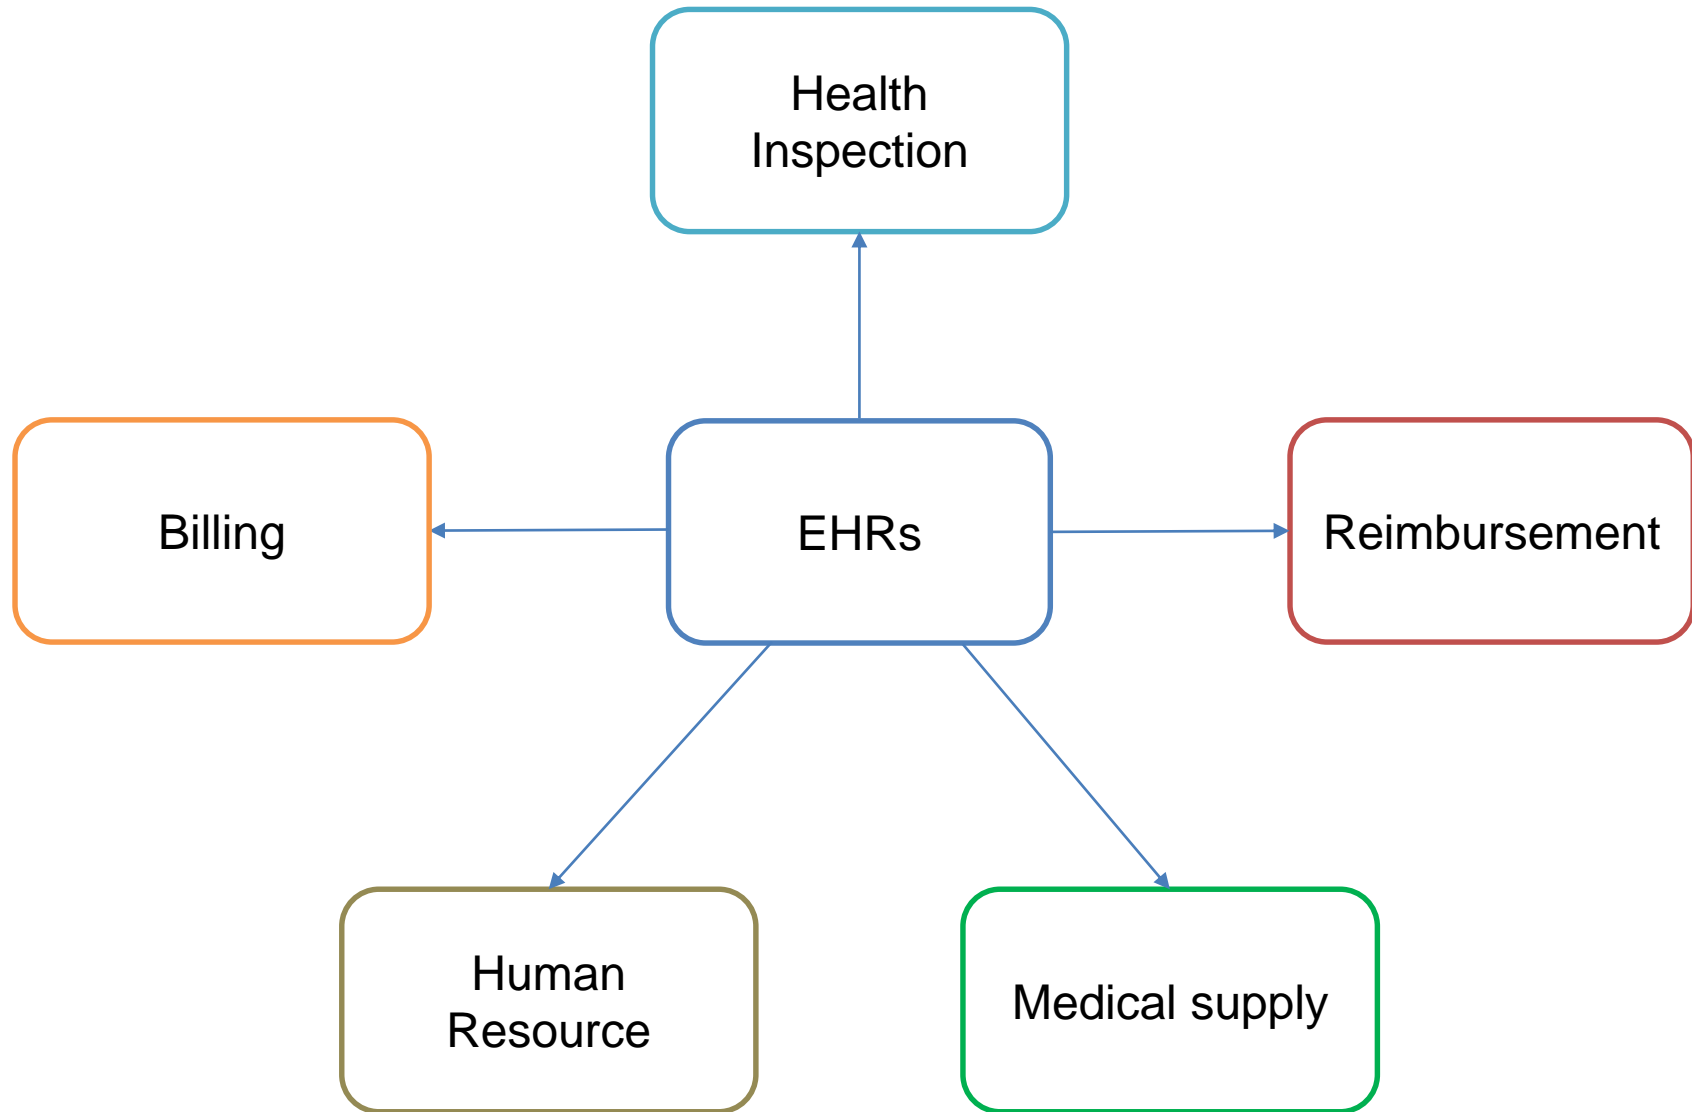 Health
Inspection
Billing
EHRs
Reimbursement
Human
Resource
Medical supply